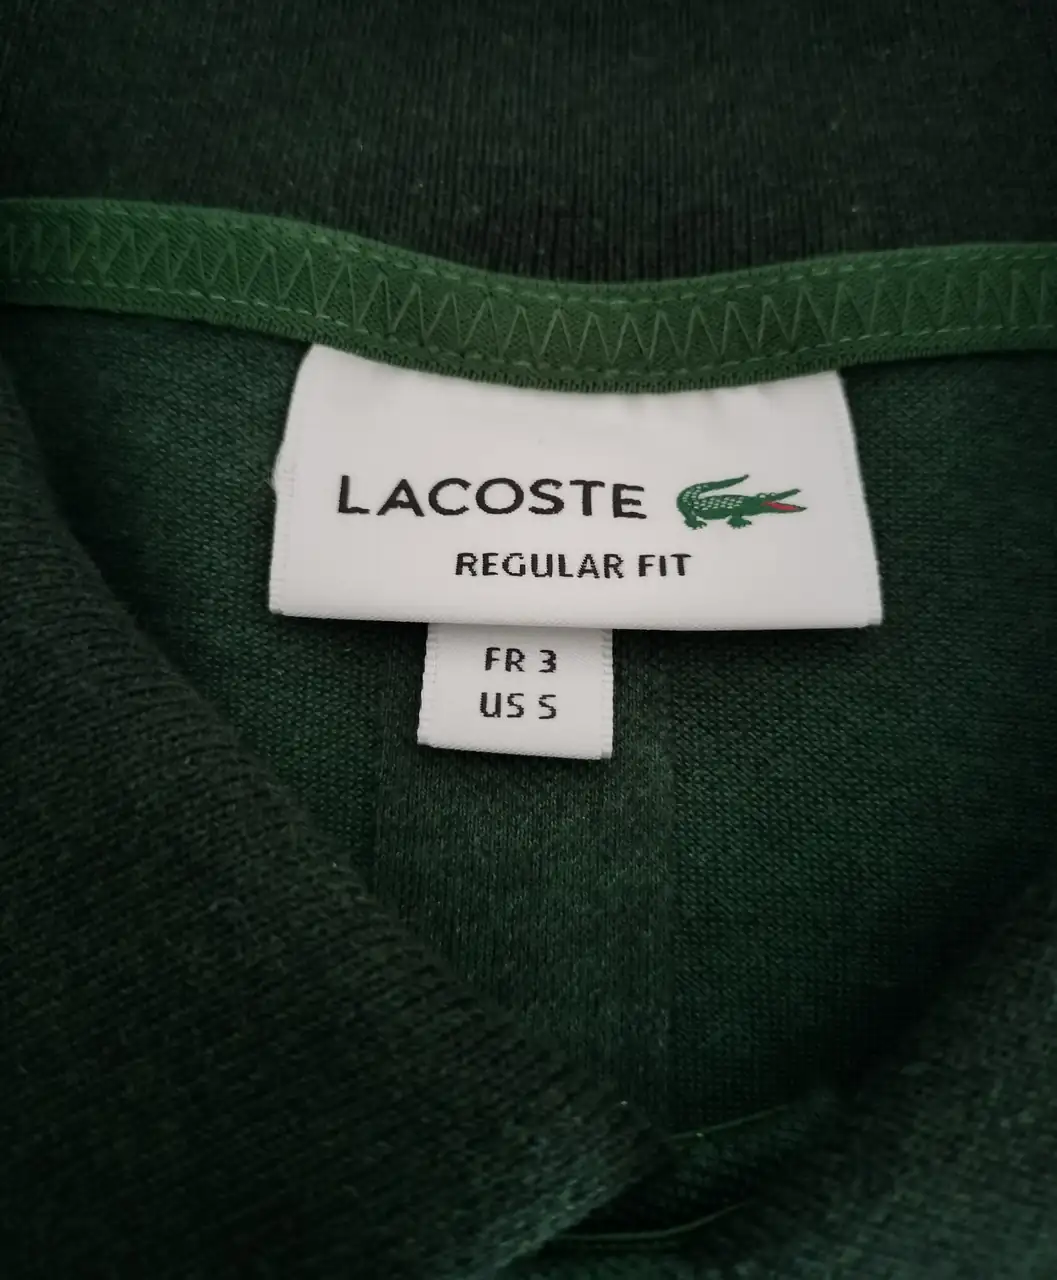 LACOSTE
REGULAR FIT
FR 3
US S